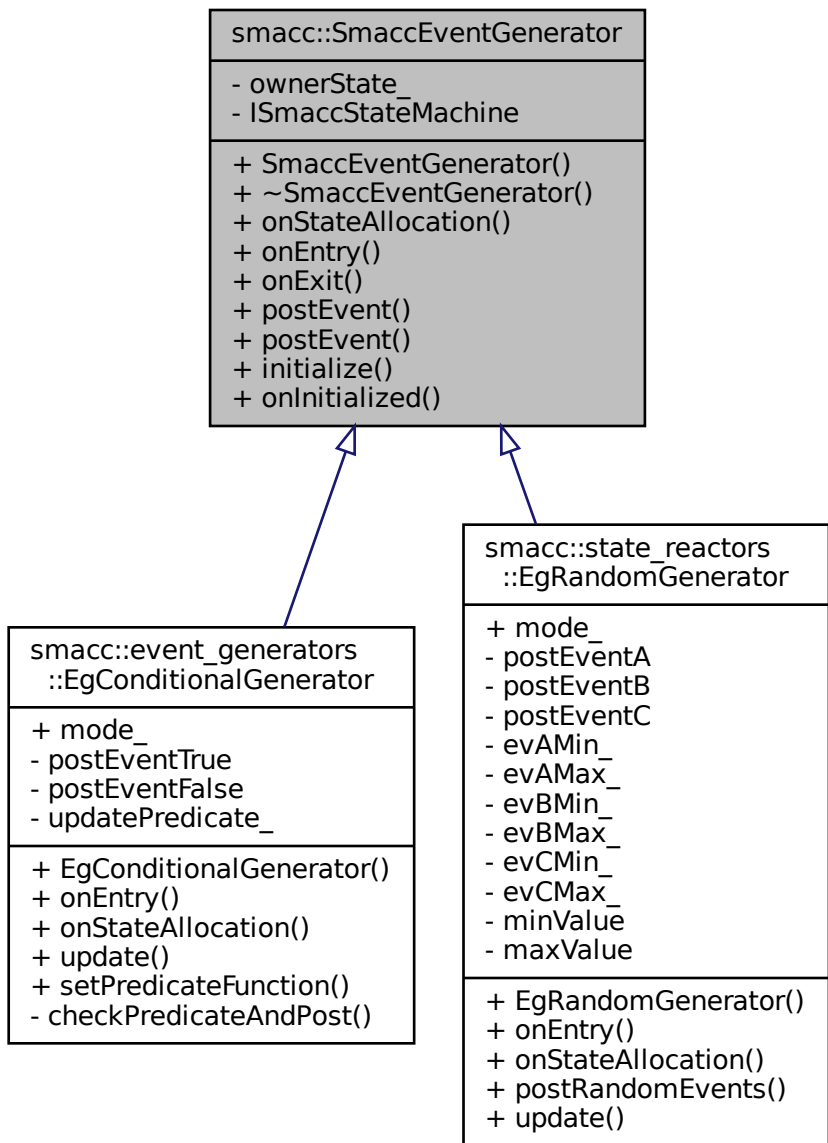 smacc::SmaccEventGenerator
- ownerState_
- ISmaccStateMachine
+ SmaccEventGenerator()
+ ~SmaccEventGenerator()
+ onStateAllocation()
+ onEntry()
+ onExit()
+ postEvent()
+ postEvent()
+ initialize()
+ onInitialized()
smacc::event_generators
::EgConditionalGenerator
+ mode_
- postEventTrue
- postEventFalse
- updatePredicate_
+ EgConditionalGenerator()
+ onEntry()
+ onStateAllocation()
+ update()
+ setPredicateFunction()
- checkPredicateAndPost()
smacc::state_reactors
::EgRandomGenerator
+ mode_
- postEventA
- postEventB
- postEventC
- evAMin_
- evAMax_
- evBMin_
- evBMax_
- evCMin_
- evCMax_
- minValue
- maxValue
+ EgRandomGenerator()
+ onEntry()
+ onStateAllocation()
+ postRandomEvents()
+ update()